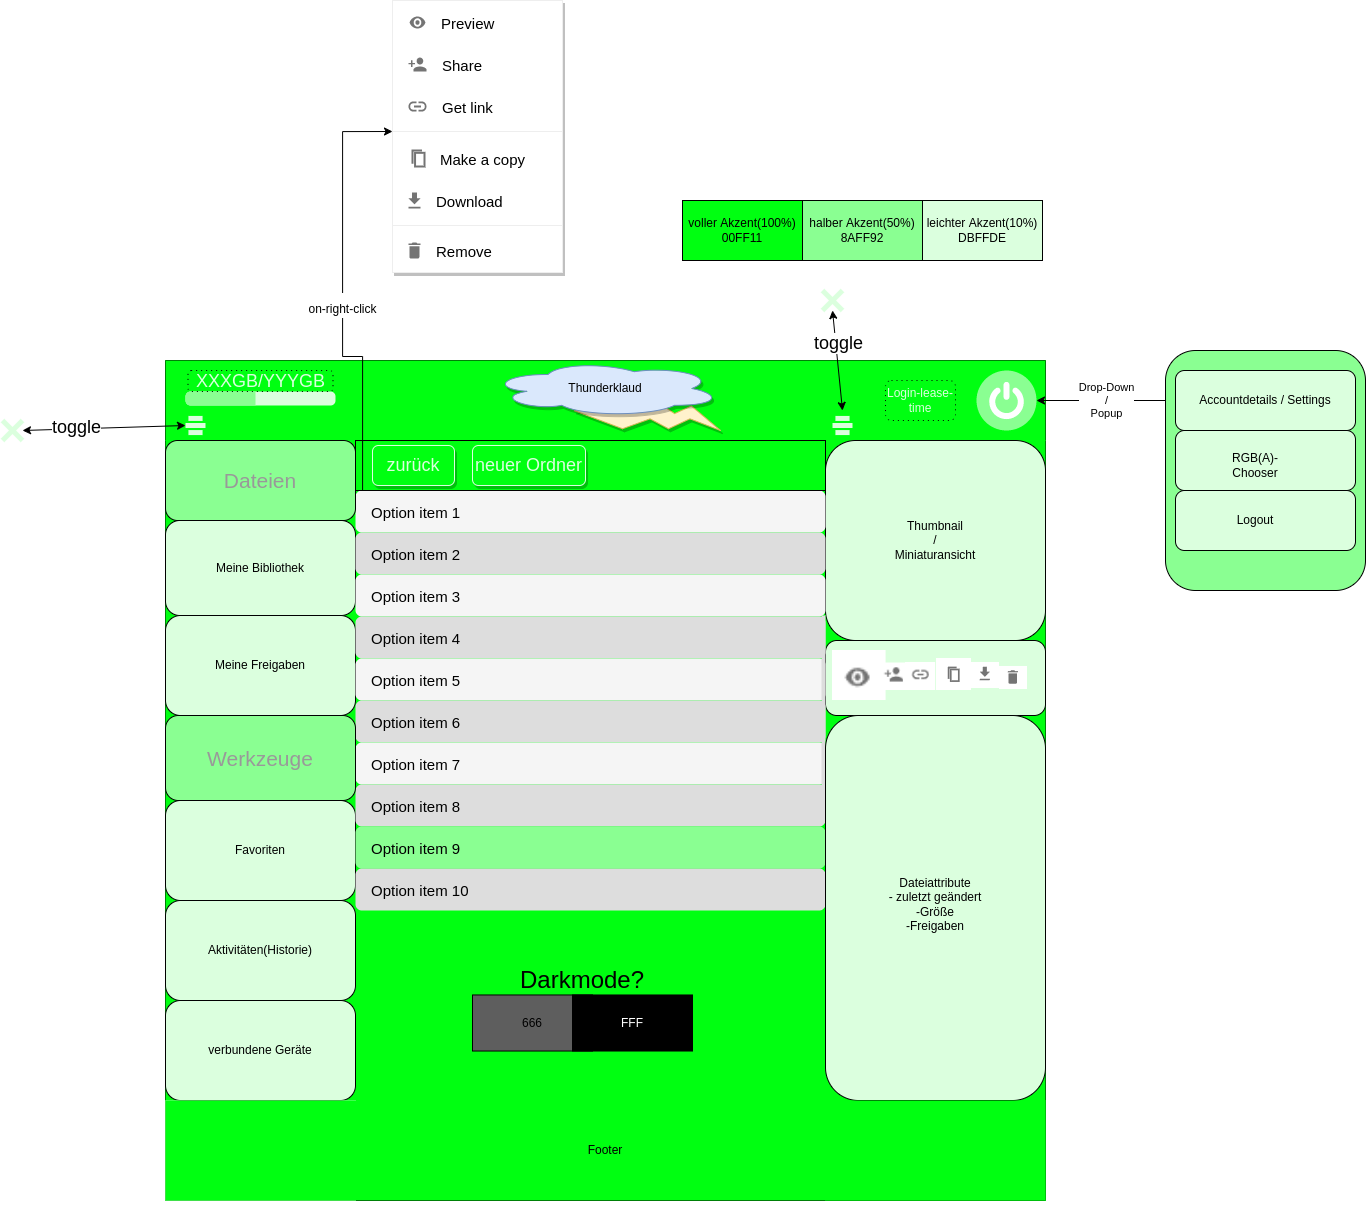 Preview
Share
Get link
Make a copy
Download
Remove
voller Akzent(100%)
00FF11
halber Akzent(50%)
8AFF92
leichter Akzent(10%)
DBFFDE
on-right-click
toggle
toggle
XXXGB/YYYGB
Thunderklaud
Login-lease-
time
Drop-Down
/
Popup
Accountdetails / Settings
RGB(A)-
Chooser
Logout
Dateien
Meine Bibliothek
Meine Freigaben
Werkzeuge
Favoriten
Aktivitäten(Historie)
verbundene Geräte
zurück
neuer Ordner
Option item 1
Option item 2
Option item 3
Option item 4
Option item 5
Option item 6
Option item 7
Option item 8
Option item 9
Option item 10
Thumbnail
/
Miniaturansicht
Dateiattribute
- zuletzt geändert
-Größe
-Freigaben
Darkmode?
666
FFF
Footer